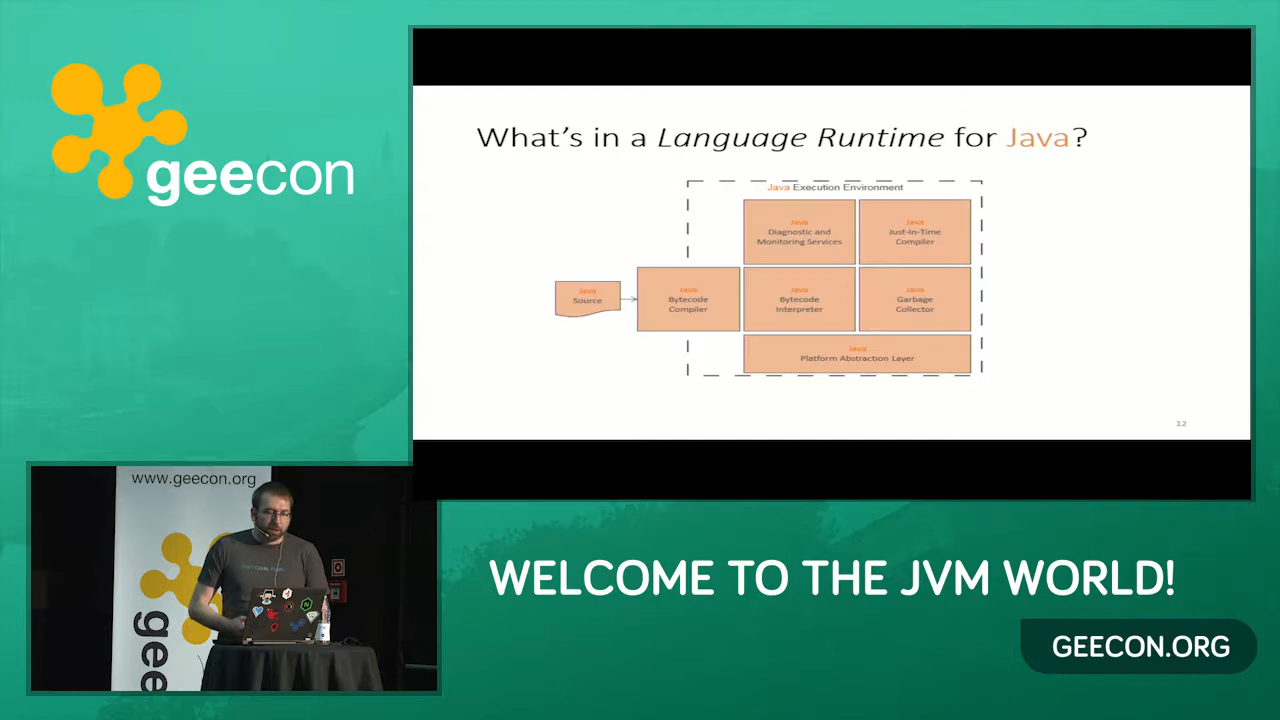 geecon
What's in a Language Runtime for Java?
Java Execution Environment
Java
Diagnostic and
Monitoring Services
Java
Just-In-Time
Compiler
Java
Source
Java
Bytecode
Compiler
Java
Bytecode
Interpreter
Java
Garbage
Collector
Java
Platform Abstraction Layer
12
www.geecon.org
geecon
WELCOME TO THE JVM WORLD!
GEECON.ORG